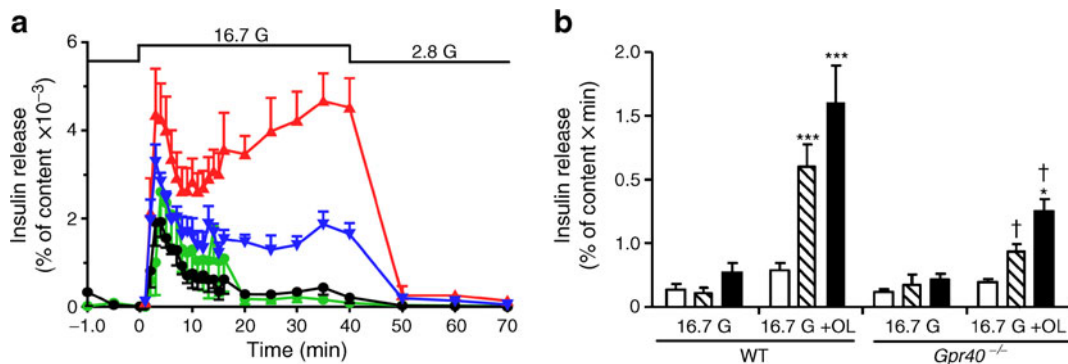 a
16.7 G
2.8 G
Insulin release
(% of content ×10⁻³)
6
4
2
0
−1.0
0
10
20
30
40
50
60
70
Time (min)
b
Insulin release
(% of content × min)
2.0
1.5
0.5
1.0
0
***
***
†
†
*
16.7 G
16.7 G +OL
16.7 G
16.7 G +OL
WT
Gpr40⁻/⁻